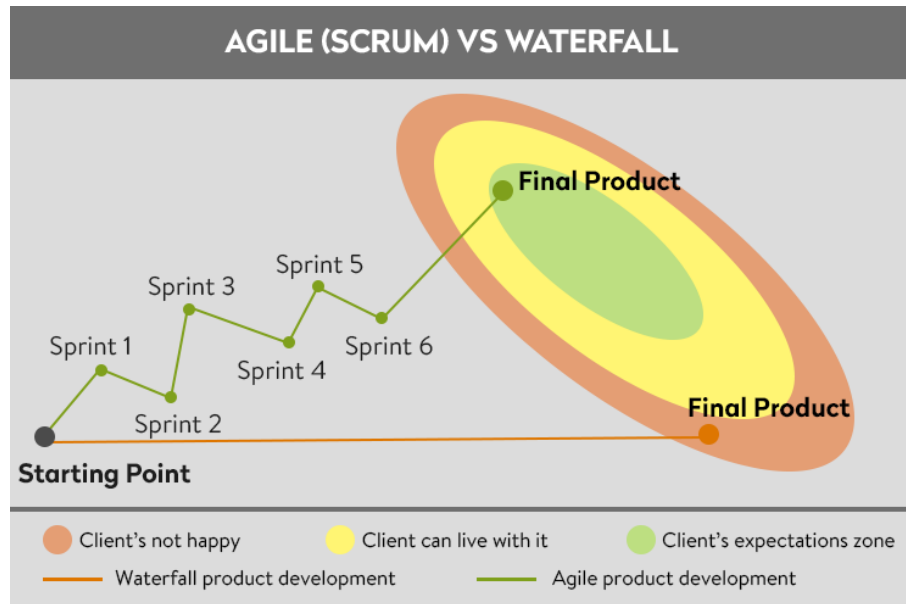 AGILE (SCRUM) VS WATERFALL
Final Product
Sprint 5
Sprint 3
Sprint 1
Sprint 6
Sprint 4
Sprint 2
Final Product
Starting Point
Client's not happy
Client can live with it
Client's expectations zone
Waterfall product development
Agile product development